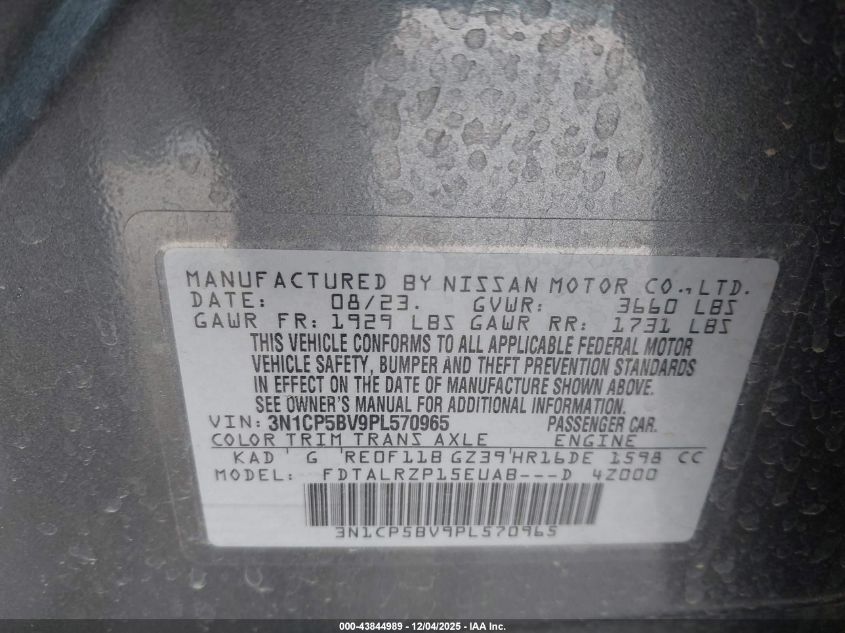 MANUFACTURED BY NISSAN MOTOR CO., LTD.
DATE: 08/23. GVWR: 3660 LBS
GAWR FR: 1929 LBS GAWR RR: 1731 LBS
THIS VEHICLE CONFORMS TO ALL APPLICABLE FEDERAL MOTOR
VEHICLE SAFETY, BUMPER AND THEFT PREVENTION STANDARDS
IN EFFECT ON THE DATE OF MANUFACTURE SHOWN ABOVE.
SEE OWNER'S MANUAL FOR ADDITIONAL INFORMATION.
VIN: 3N1CP5BV9PL570965 PASSENGER CAR.
COLOR TRIM TRANS AXLE ENGINE
KAD ' G 'RE0F11B GZ39'HR16DE 1598 CC
MODEL: FDTALRZP15EUAB---D 4Z000
3N1CP5BV9PL570965
000-43844989 - 12/04/2025 - IAA Inc.